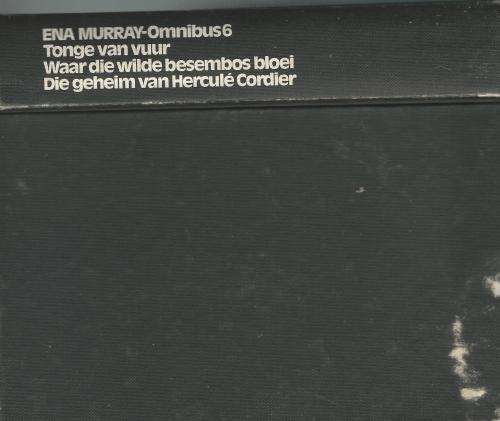 ENA MURRAY-Omnibus 6
Tonge van vuur
Waar die wilde besembos bloei
Die geheim van Herculé Cordier